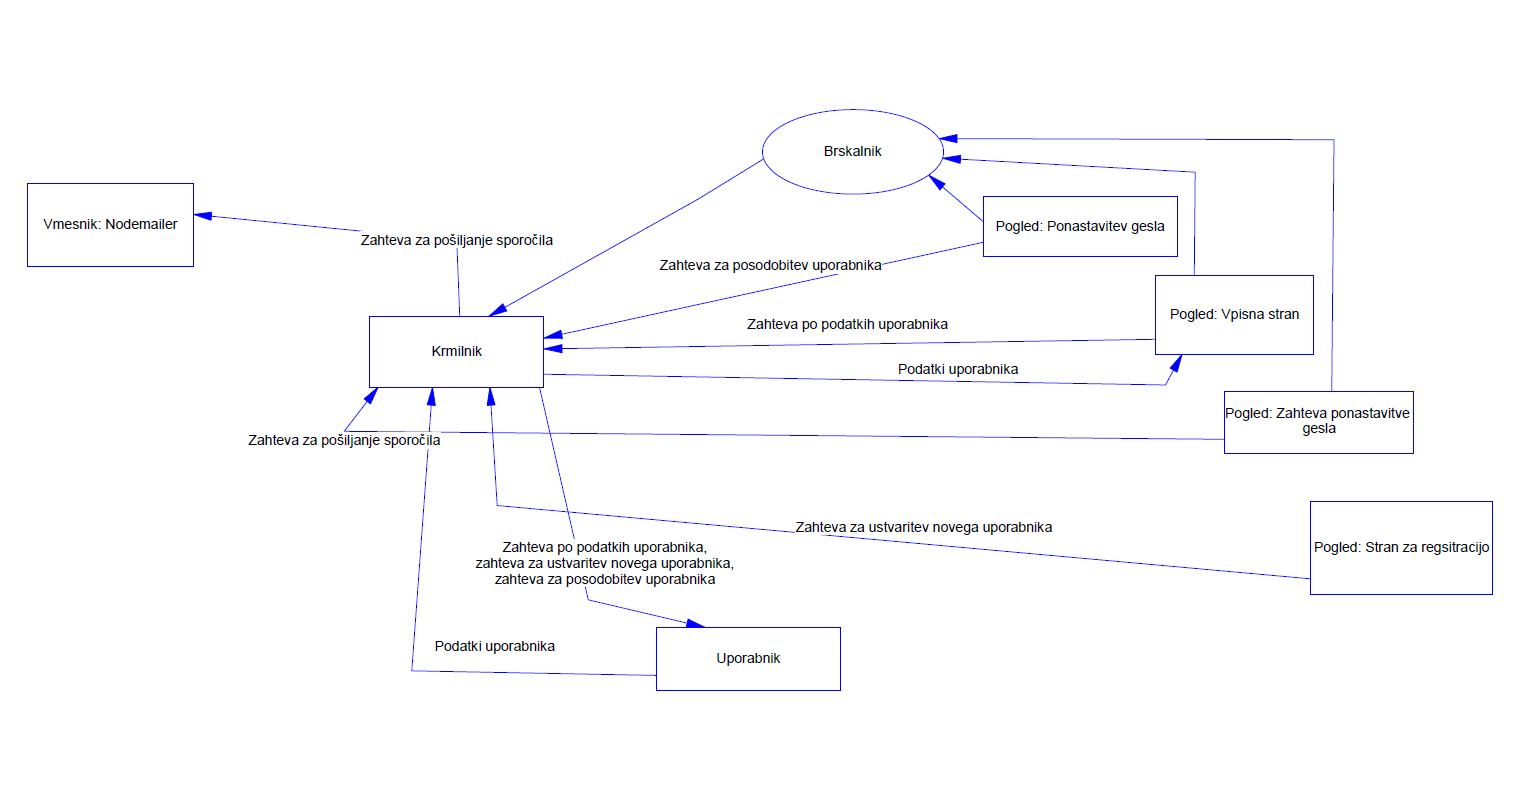 Brskalnik
Vmesnik: Nodemailer
Pogled: Ponastavitev gesla
Zahteva za pošiljanje sporočila
Zahteva za posodobitev uporabnika
Pogled: Vpisna stran
Zahteva po podatkih uporabnika
Krmilnik
Podatki uporabnika
Pogled: Zahteva ponastavitve
gesla
Zahteva za pošiljanje sporočila
Zahteva za ustvaritev novega uporabnika
Pogled: Stran za regsitracijo
Zahteva po podatkih uporabnika,
zahteva za ustvaritev novega uporabnika,
zahteva za posodobitev uporabnika
Podatki uporabnika
Uporabnik